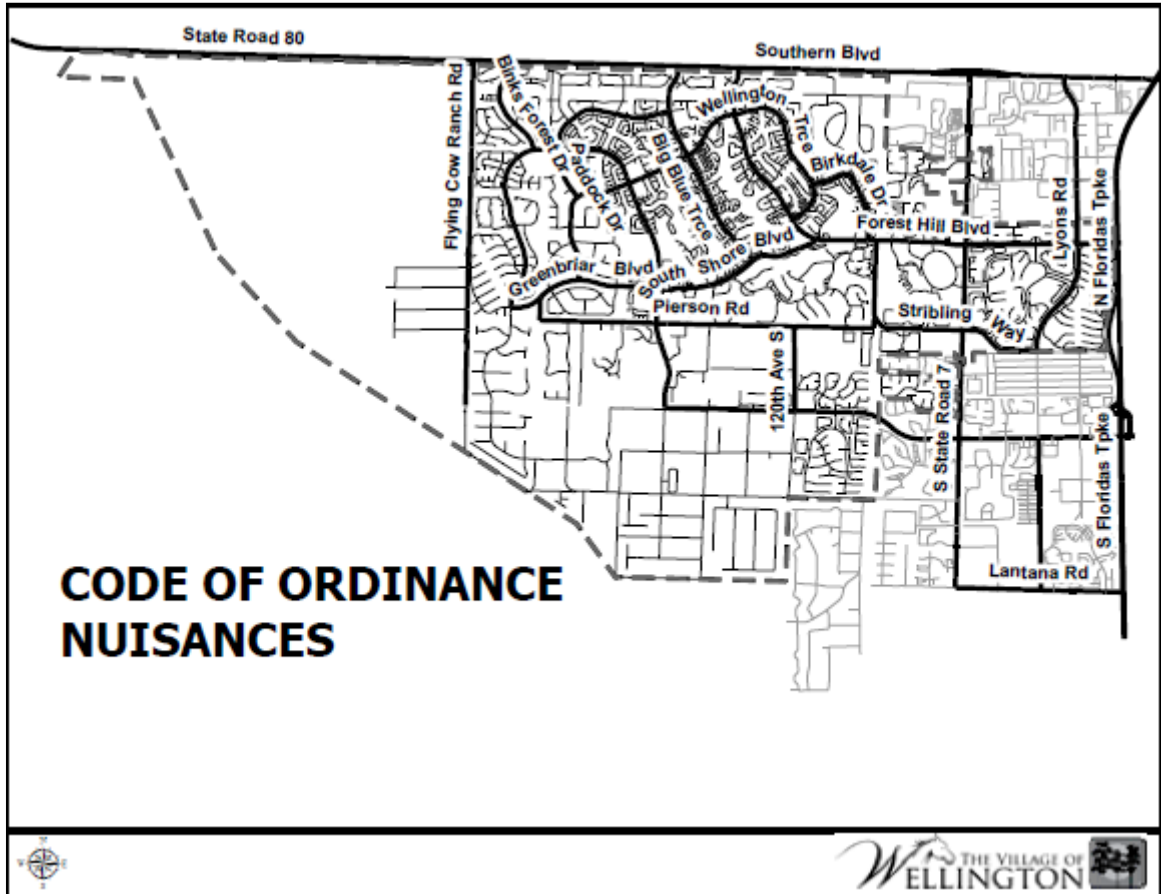 State Road 80
Southern Blvd
Flying Cow Ranch Rd
Binks Forest Dr
Paddock Dr
Big Blue Trce
Wellington Trce
Birkdale Dr
Forest Hill Blvd
Lyons Rd
N Floridas Tpke
Greenbriar Blvd
South Shore Blvd
Pierson Rd
Stribling Way
120th Ave S
S State Road 7
S Floridas Tpke
Lantana Rd
CODE OF ORDINANCE
NUISANCES
N
W E
S
THE VILLAGE OF
WELLINGTON